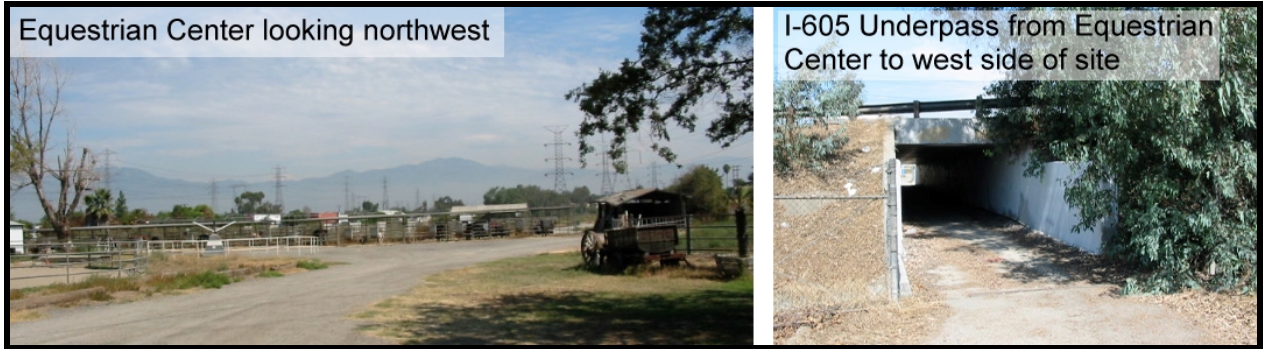 Equestrian Center looking northwest
I-605 Underpass from Equestrian
Center to west side of site